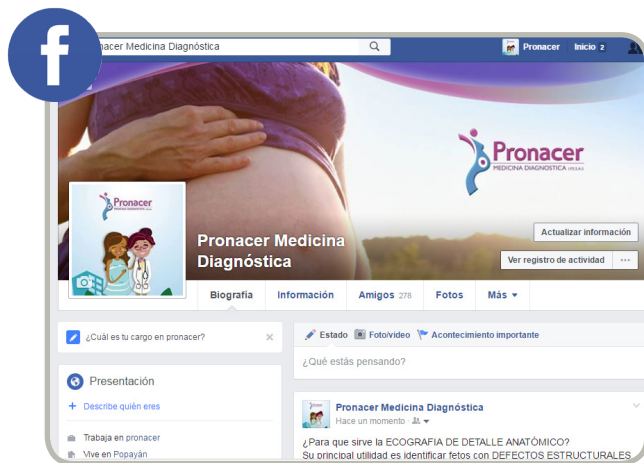 f
nacer Medicina Diagnóstica
Pronacer
Inicio 2
Pronacer
MEDICINA DIAGNOSTICA IPSSAS
Pronacer
Pronacer Medicina
Diagnóstica
Actualizar información
Ver registro de actividad ...
Biografía Información Amigos 278 Fotos Más
¿Cuál es tu cargo en pronacer? ×
Presentación
+ Describe quién eres
Trabaja en pronacer
Vive en Popayán
Estado Foto/video Acontecimiento importante
¿Qué estás pensando?
Pronacer Medicina Diagnóstica
Hace un momento ·
¿Para que sirve la ECOGRAFIA DE DETALLE ANATÓMICO?
Su principal utilidad es identificar fetos con DEFECTOS ESTRUCTURALES